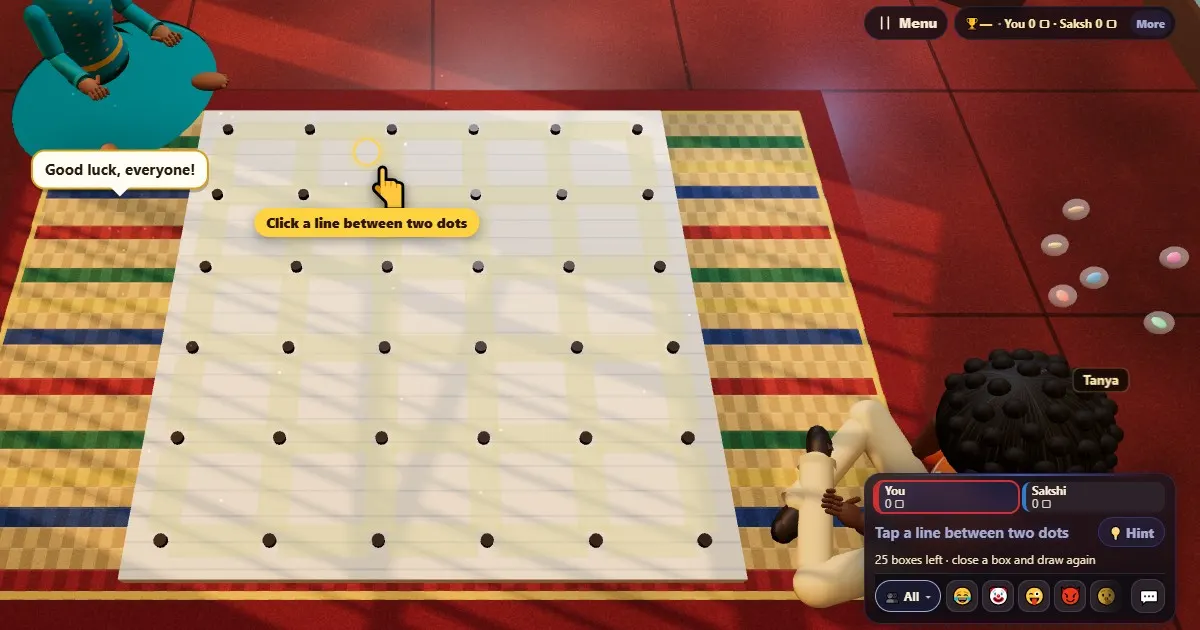 Menu
— · You 0 □ · Saksh 0 □ More
Good luck, everyone!
Click a line between two dots
Tanya
You
0 □
Sakshi
0 □
Tap a line between two dots
Hint
25 boxes left · close a box and draw again
All